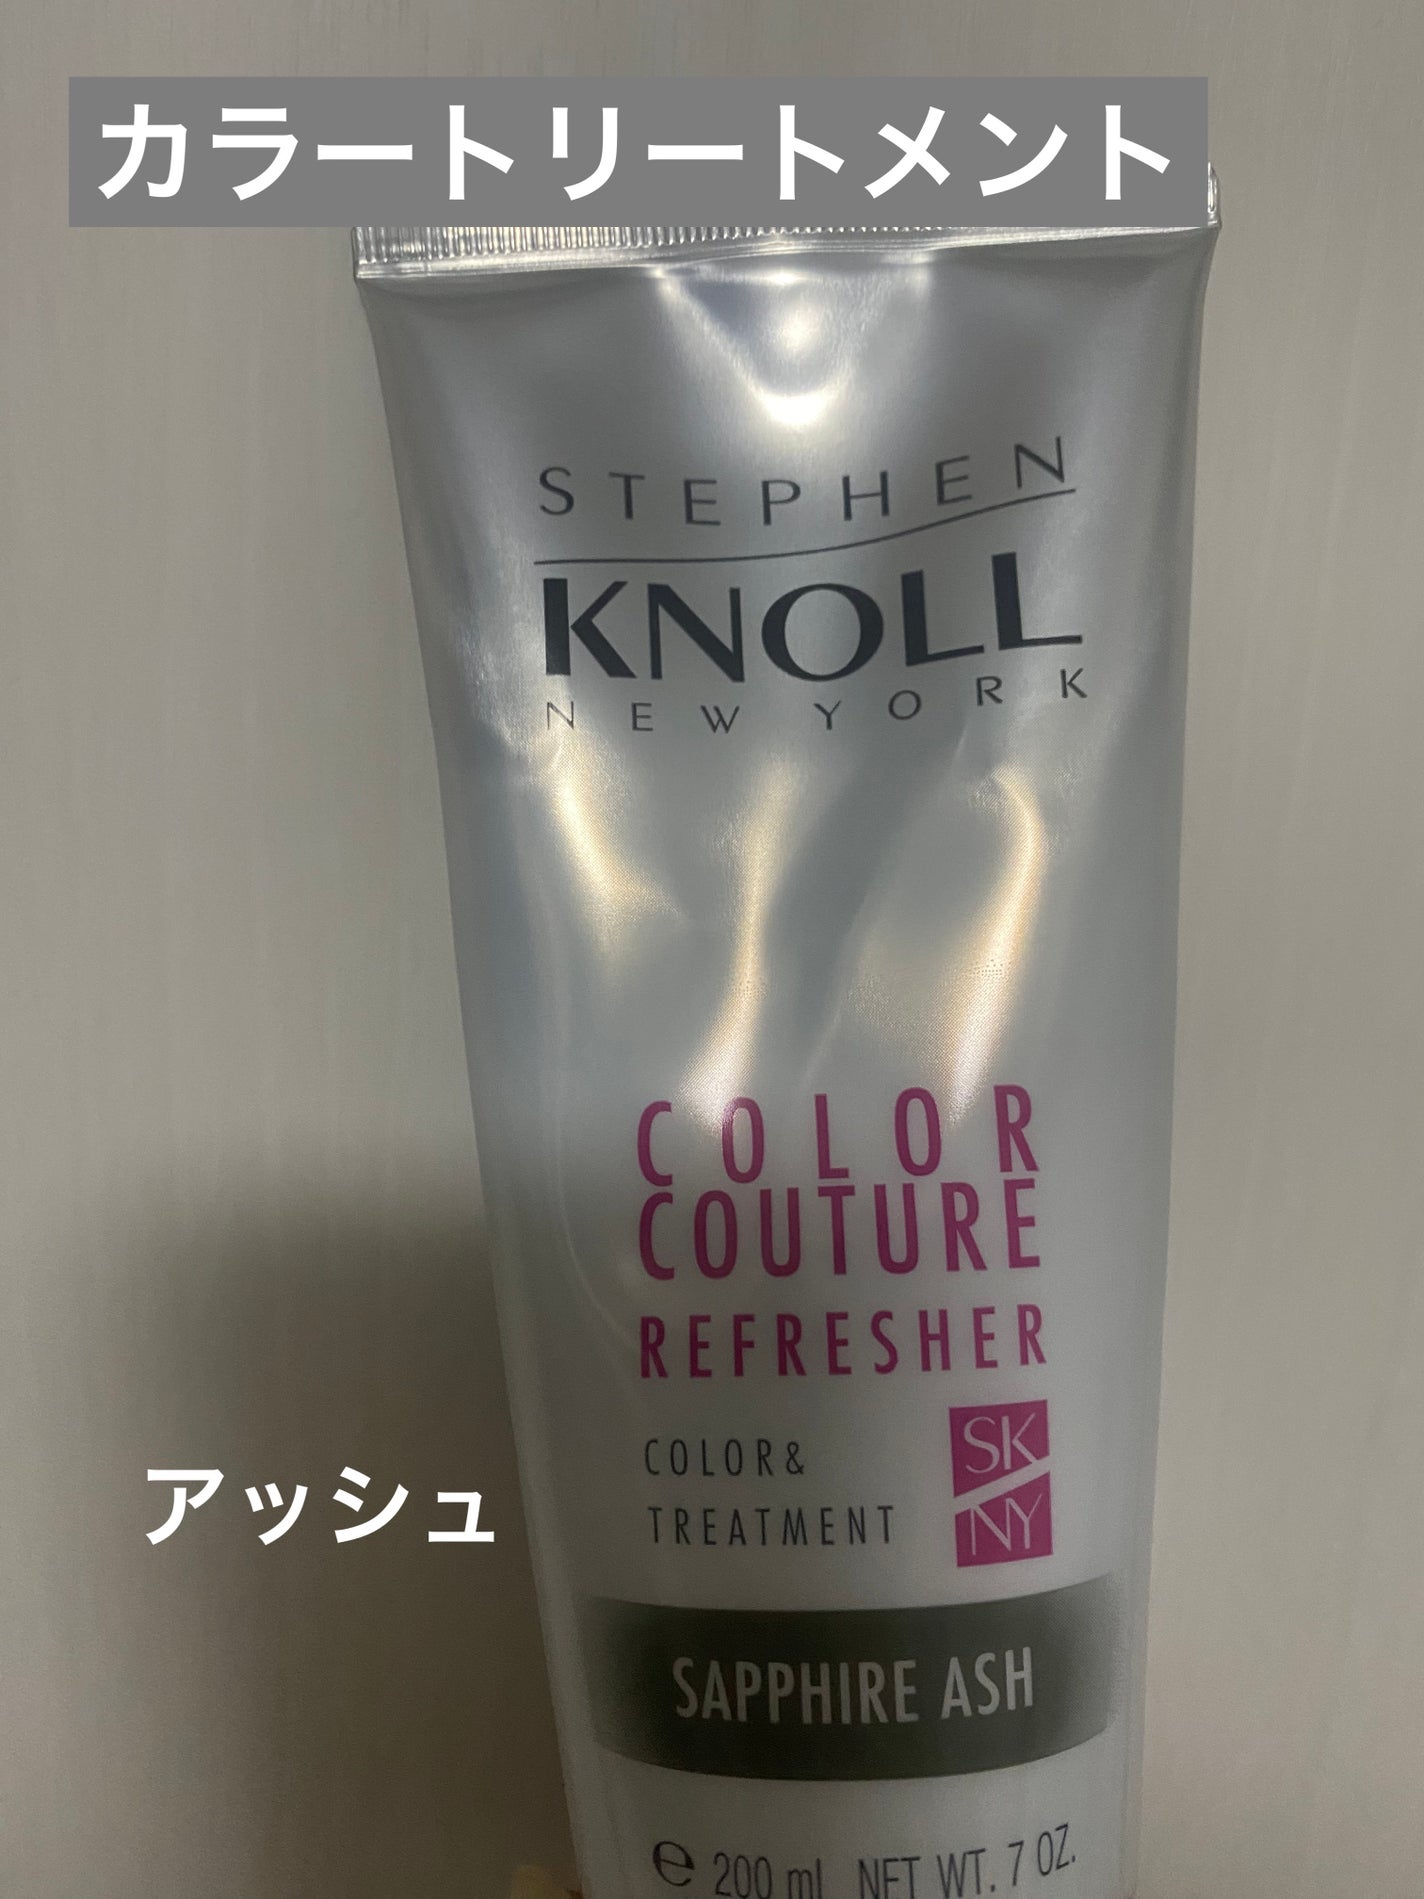 カラートリートメント
STEPHEN
KNOLL
NEW YORK
COLOR
COUTURE
REFRESHER
COLOR&
TREATMENT
SK
NY
アッシュ
SAPPHIRE ASH
℮ 200 ml NET WT. 7 OZ.